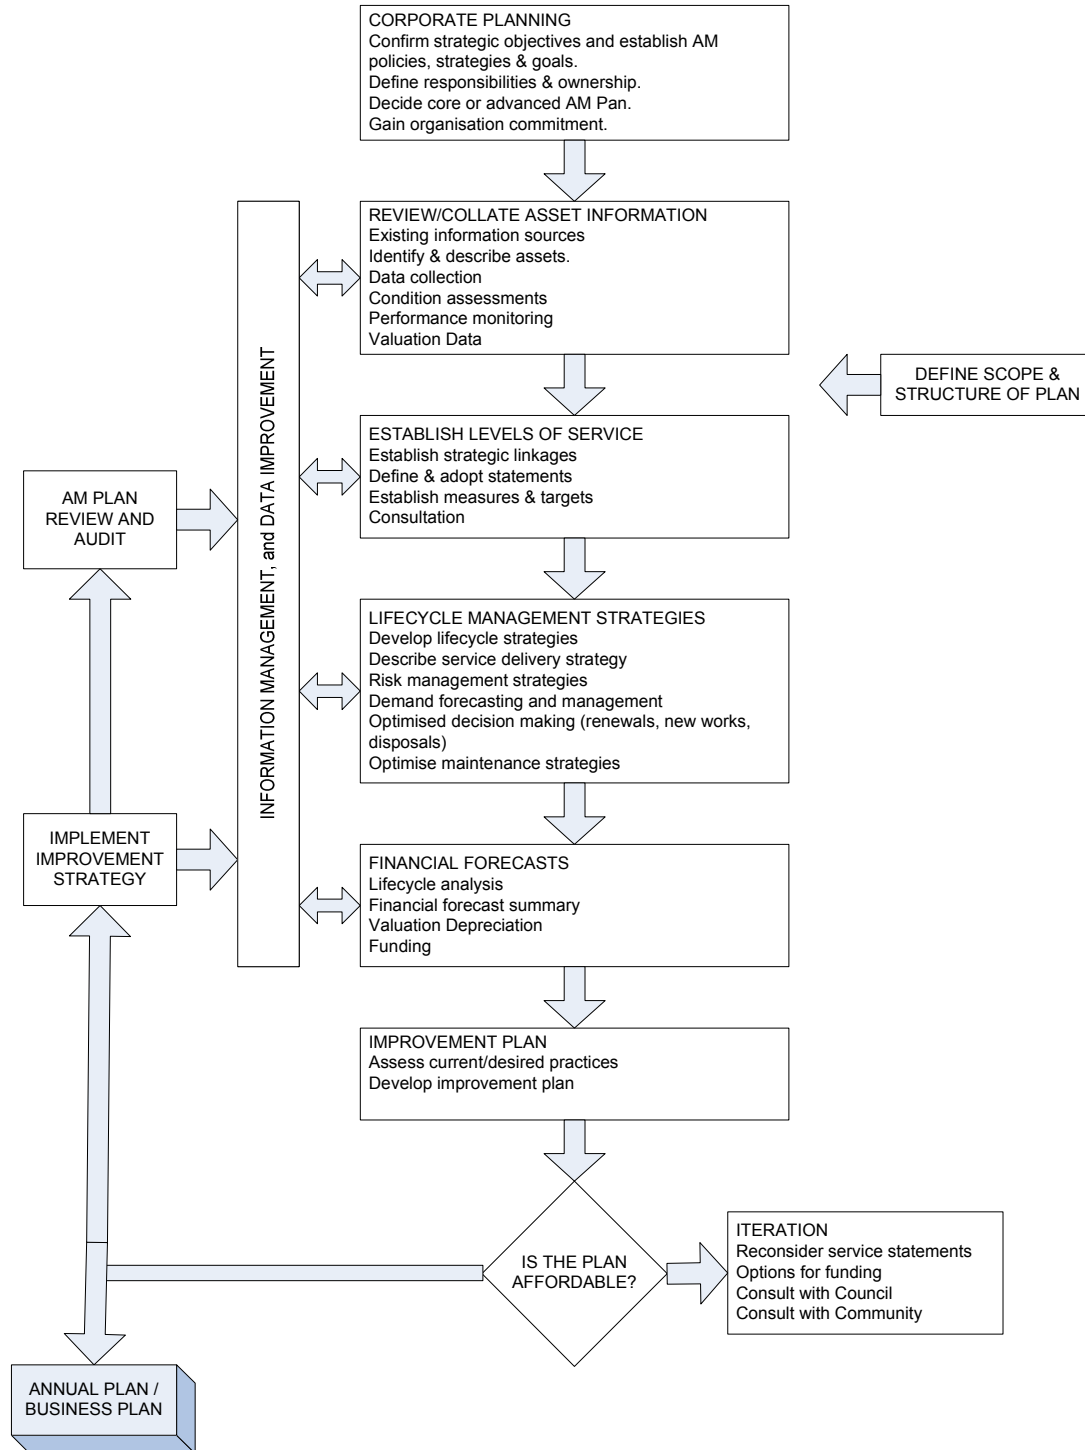 CORPORATE PLANNING
Confirm strategic objectives and establish AM
policies, strategies & goals.
Define responsibilities & ownership.
Decide core or advanced AM Pan.
Gain organisation commitment.
REVIEW/COLLATE ASSET INFORMATION
Existing information sources
Identify & describe assets.
Data collection
Condition assessments
Performance monitoring
Valuation Data
DEFINE SCOPE &
STRUCTURE OF PLAN
INFORMATION MANAGEMENT, and DATA IMPROVEMENT
ESTABLISH LEVELS OF SERVICE
Establish strategic linkages
Define & adopt statements
Establish measures & targets
Consultation
AM PLAN
REVIEW AND
AUDIT
LIFECYCLE MANAGEMENT STRATEGIES
Develop lifecycle strategies
Describe service delivery strategy
Risk management strategies
Demand forecasting and management
Optimised decision making (renewals, new works,
disposals)
Optimise maintenance strategies
IMPLEMENT
IMPROVEMENT
STRATEGY
FINANCIAL FORECASTS
Lifecycle analysis
Financial forecast summary
Valuation Depreciation
Funding
IMPROVEMENT PLAN
Assess current/desired practices
Develop improvement plan
IS THE PLAN
AFFORDABLE?
ITERATION
Reconsider service statements
Options for funding
Consult with Council
Consult with Community
ANNUAL PLAN /
BUSINESS PLAN